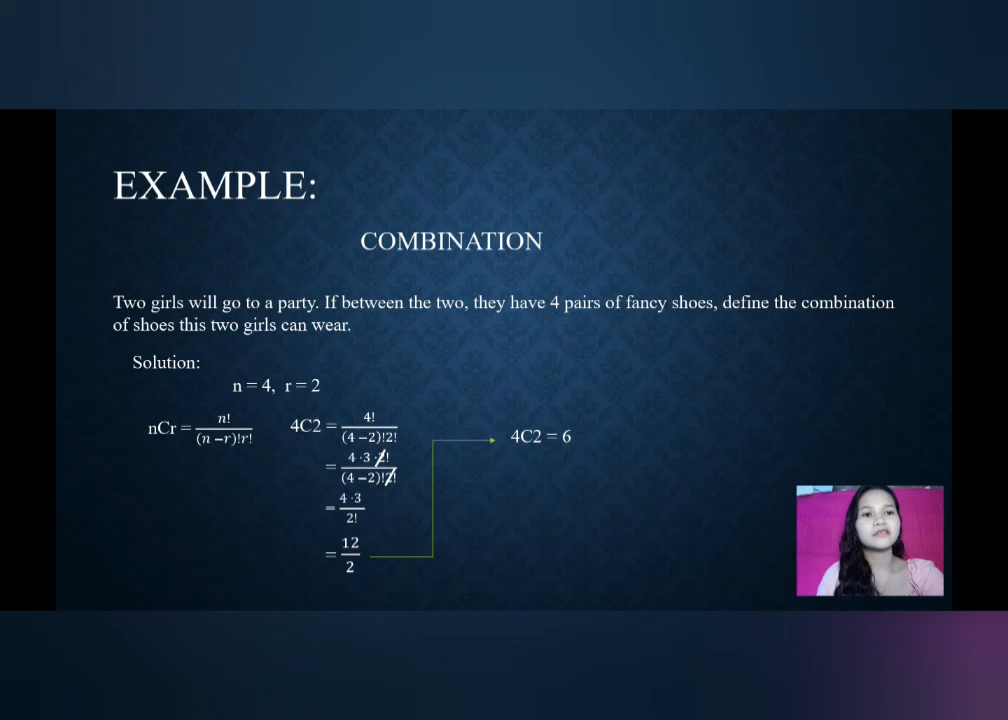 EXAMPLE:
COMBINATION
Two girls will go to a party. If between the two, they have 4 pairs of fancy shoes, define the combination
of shoes this two girls can wear.
Solution:
n = 4, r = 2
nCr = n! / (n – r)!r!
4C2 = 4! / (4 – 2)!2!
= 4 ·3 ·2! / (4 – 2)!2!
= 4 ·3 / 2!
= 12 / 2
4C2 = 6